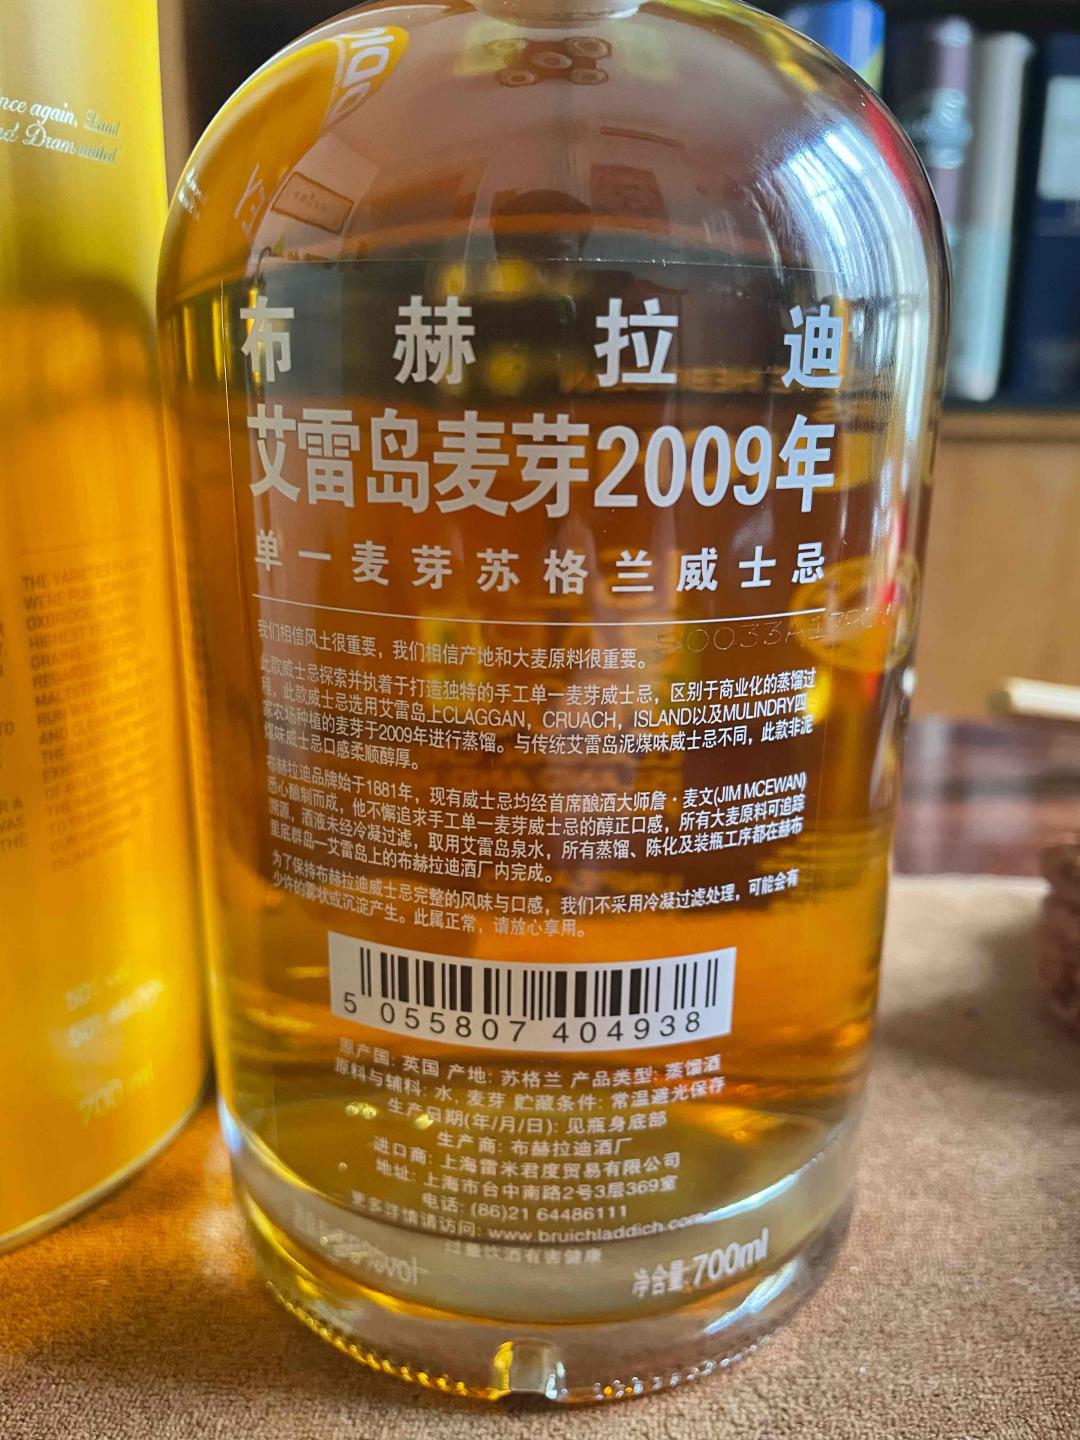 once again, Land
and Dram united
布赫拉迪
艾雷岛麦芽2009年
单一麦芽苏格兰威士忌
我们相信风土很重要，我们相信产地和大麦原料很重要。
S0033A1
此款威士忌探索并执着于打造独特的手工单一麦芽威士忌，区别于商业化的蒸馏过
程，此款威士忌选用艾雷岛上CLAGGAN，CRUACH，ISLAND以及MULINDRY四
家农场种植的麦芽于2009年进行蒸馏。与传统艾雷岛泥煤味威士忌不同，此款非泥
煤味威士忌口感柔顺醇厚。
布赫拉迪品牌始于1881年，现有威士忌均经首席酿酒大师詹·麦文(JIM MCEWAN)
悉心酿制而成，他不懈追求手工单一麦芽威士忌的醇正口感，所有大麦原料可追踪
溯源，酒液未经冷凝过滤，取用艾雷岛泉水，所有蒸馏、陈化及装瓶工序都在赫布
里底群岛—艾雷岛上的布赫拉迪酒厂内完成。
为了保持布赫拉迪威士忌完整的风味与口感，我们不采用冷凝过滤处理，可能会有
少许的雾状或沉淀产生。此属正常，请放心享用。
5 055807 404938
原产国: 英国 产地: 苏格兰 产品类型: 蒸馏酒
原料与辅料: 水, 麦芽 贮藏条件: 常温避光保存
生产日期(年/月/日): 见瓶身底部
生产商: 布赫拉迪酒厂
进口商: 上海雷米君度贸易有限公司
地址: 上海市台中南路2号3层369室
电话: (86)21 64486111
更多详情请访问: www.bruichladdich.com
过量饮酒有害健康
%vol
净含量:700ml
THE VARIET
WERE PUBL
OXBRIDGE
HIGHEST
GRAINS
REGAR
MALT
RUN W
AND
THE
700 ml